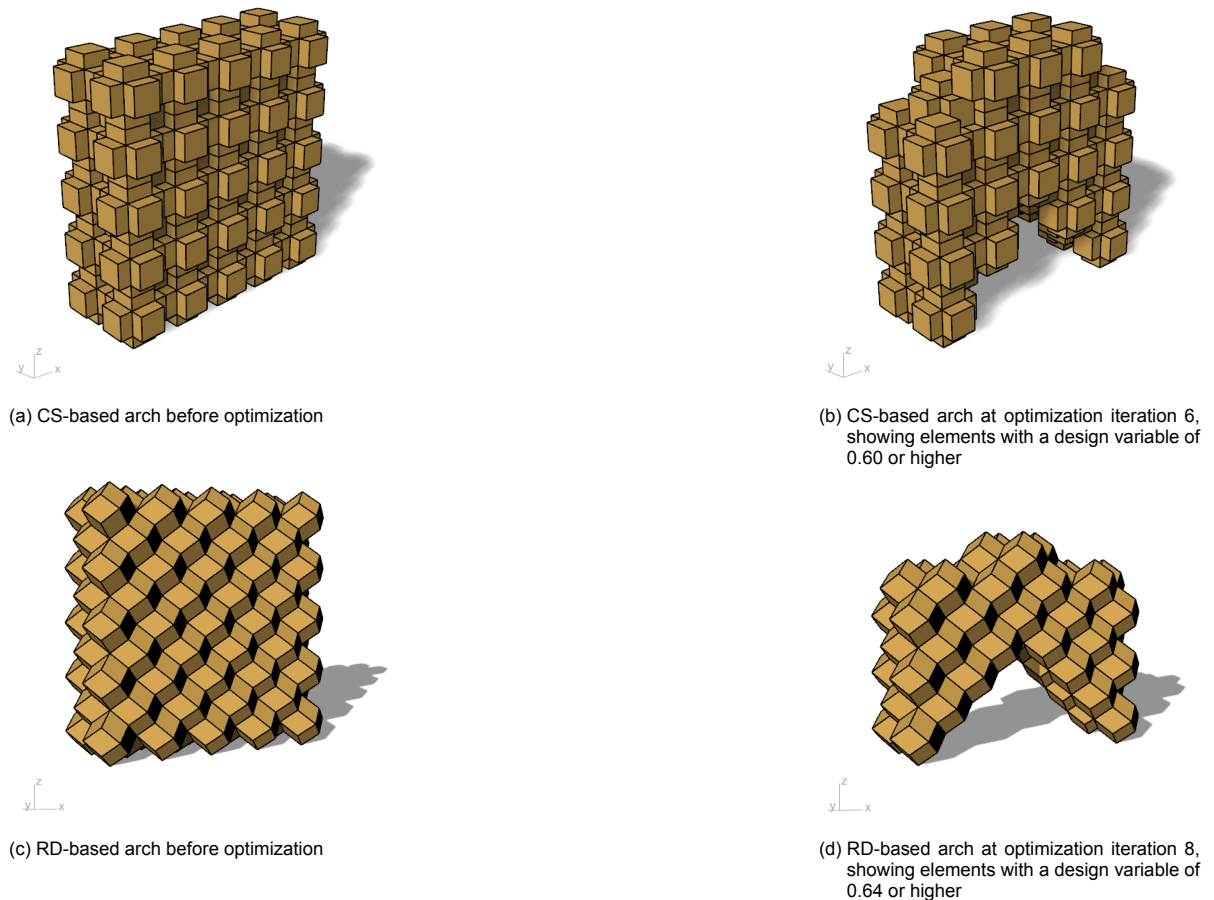 z
y x
z
y x
(a) CS-based arch before optimization
(b) CS-based arch at optimization iteration 6,
showing elements with a design variable of
0.60 or higher
z
y x
z
y x
(c) RD-based arch before optimization
(d) RD-based arch at optimization iteration 8,
showing elements with a design variable of
0.64 or higher